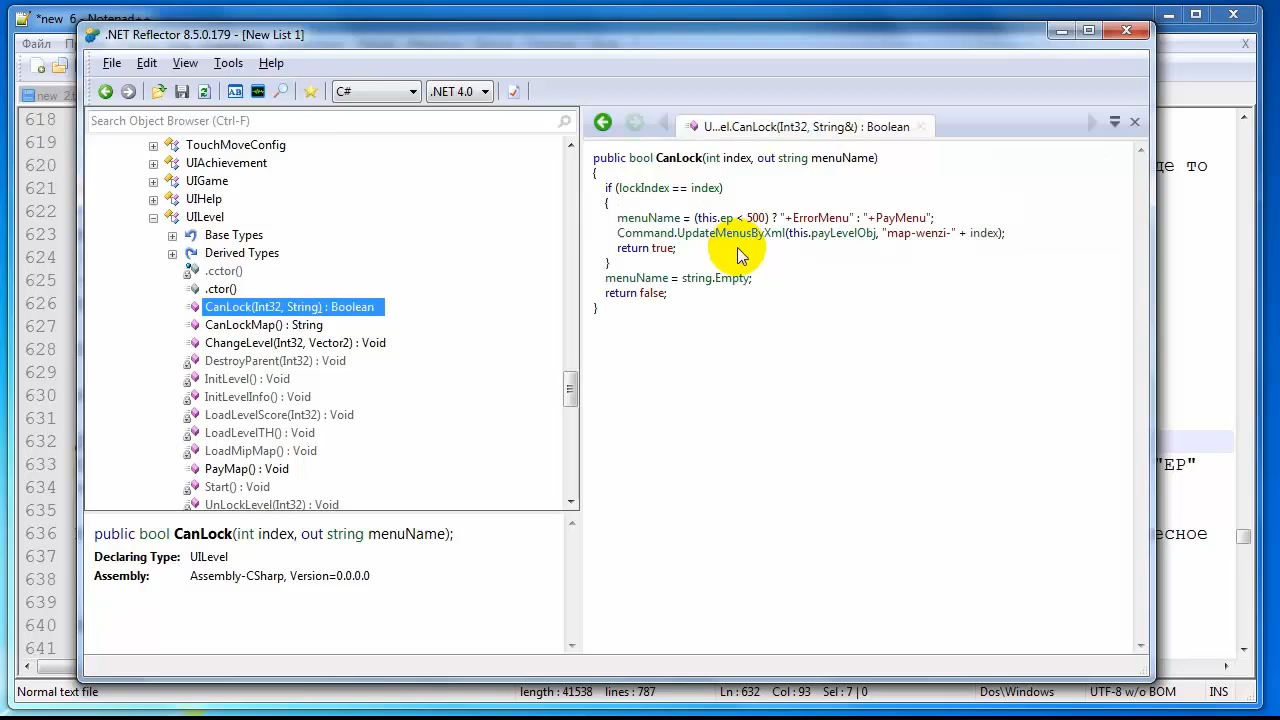 *new 6 - Notepad++
Файл
.NET Reflector 8.5.0.179 - [New List 1]
File Edit View Tools Help
X
C#
.NET 4.0
Search Object Browser (Ctrl-F)
U...el.CanLock(Int32, String&) : Boolean
TouchMoveConfig
UIAchievement
UIGame
UIHelp
UILevel
Base Types
Derived Types
.cctor()
.ctor()
CanLock(Int32, String) : Boolean
CanLockMap() : String
ChangeLevel(Int32, Vector2) : Void
DestroyParent(Int32) : Void
InitLevel() : Void
InitLevelInfo() : Void
LoadLevelScore(Int32) : Void
LoadLevelTH() : Void
LoadMipMap() : Void
PayMap() : Void
Start() : Void
UnLockLevel(Int32) : Void
public bool CanLock(int index, out string menuName)
{
if (lockIndex == index)
{
menuName = (this.ep < 500) ? "+ErrorMenu" : "+PayMenu";
Command.UpdateMenusByXml(this.payLevelObj, "map-wenzi-" + index);
return true;
}
menuName = string.Empty;
return false;
}
public bool CanLock(int index, out string menuName);
Declaring Type: UILevel
Assembly: Assembly-CSharp, Version=0.0.0.0
618
619
620
621
622
623
624
625
626
627
628
629
630
631
632
633
634
635
636
637
638
639
640
641
то
"EP"
есное
Normal text file length : 41538 lines : 787 Ln : 632 Col : 93 Sel : 7 | 0 Dos\Windows UTF-8 w/o BOM INS